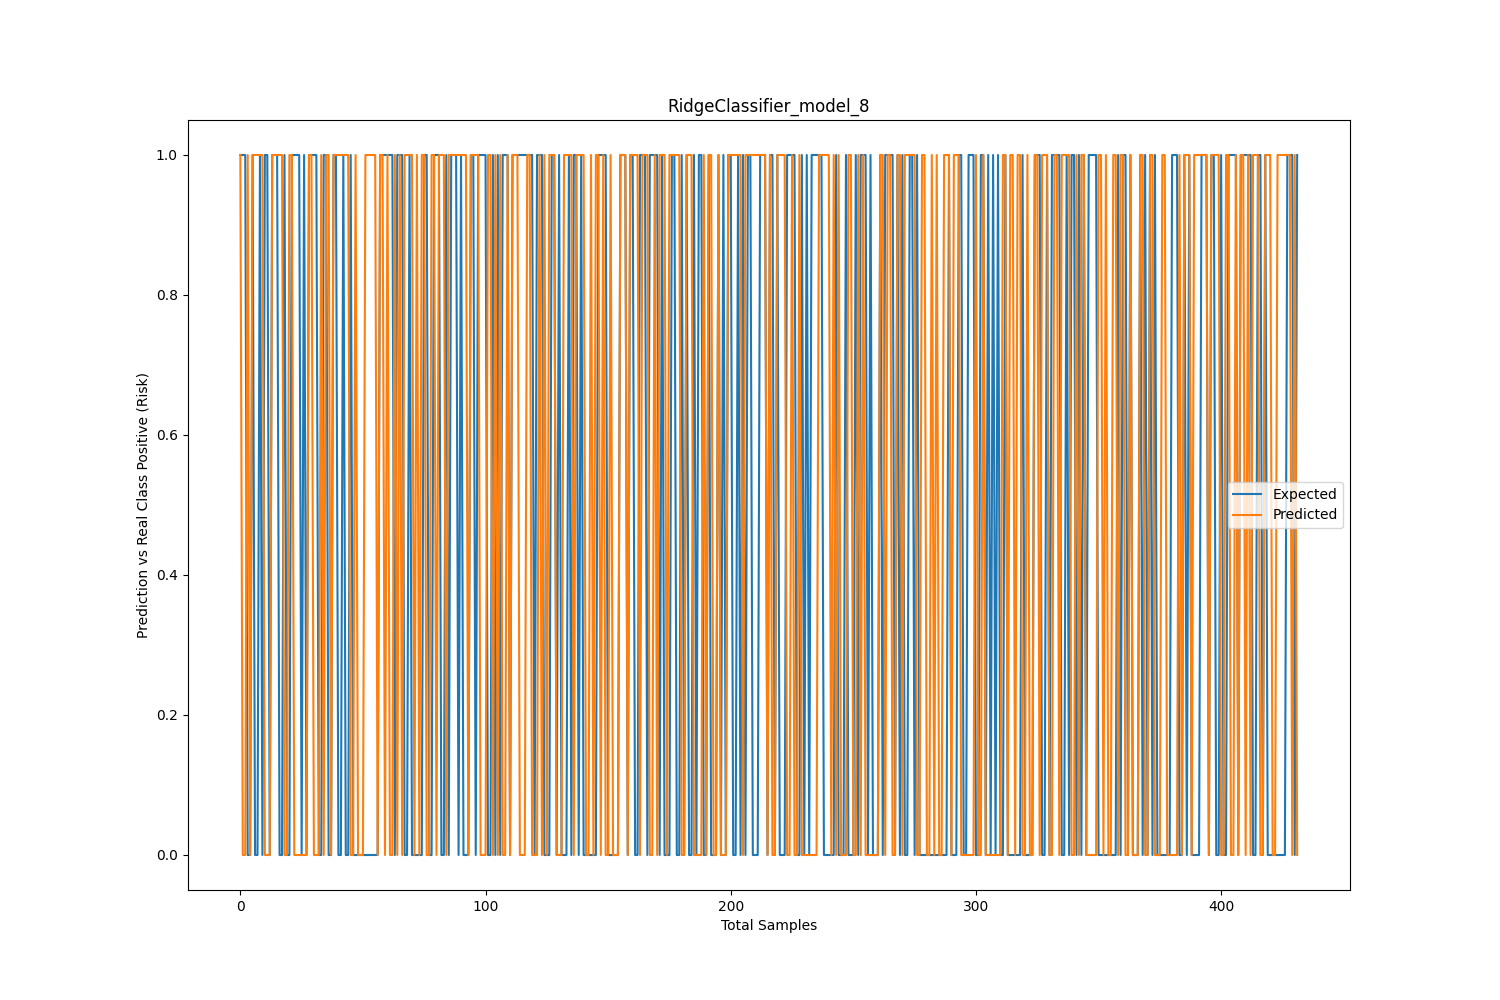 RidgeClassifier_model_8
1.0
0.8
0.6
0.4
0.2
0.0
Prediction vs Real Class Positive (Risk)
Expected
Predicted
0 100 200 300 400
Total Samples